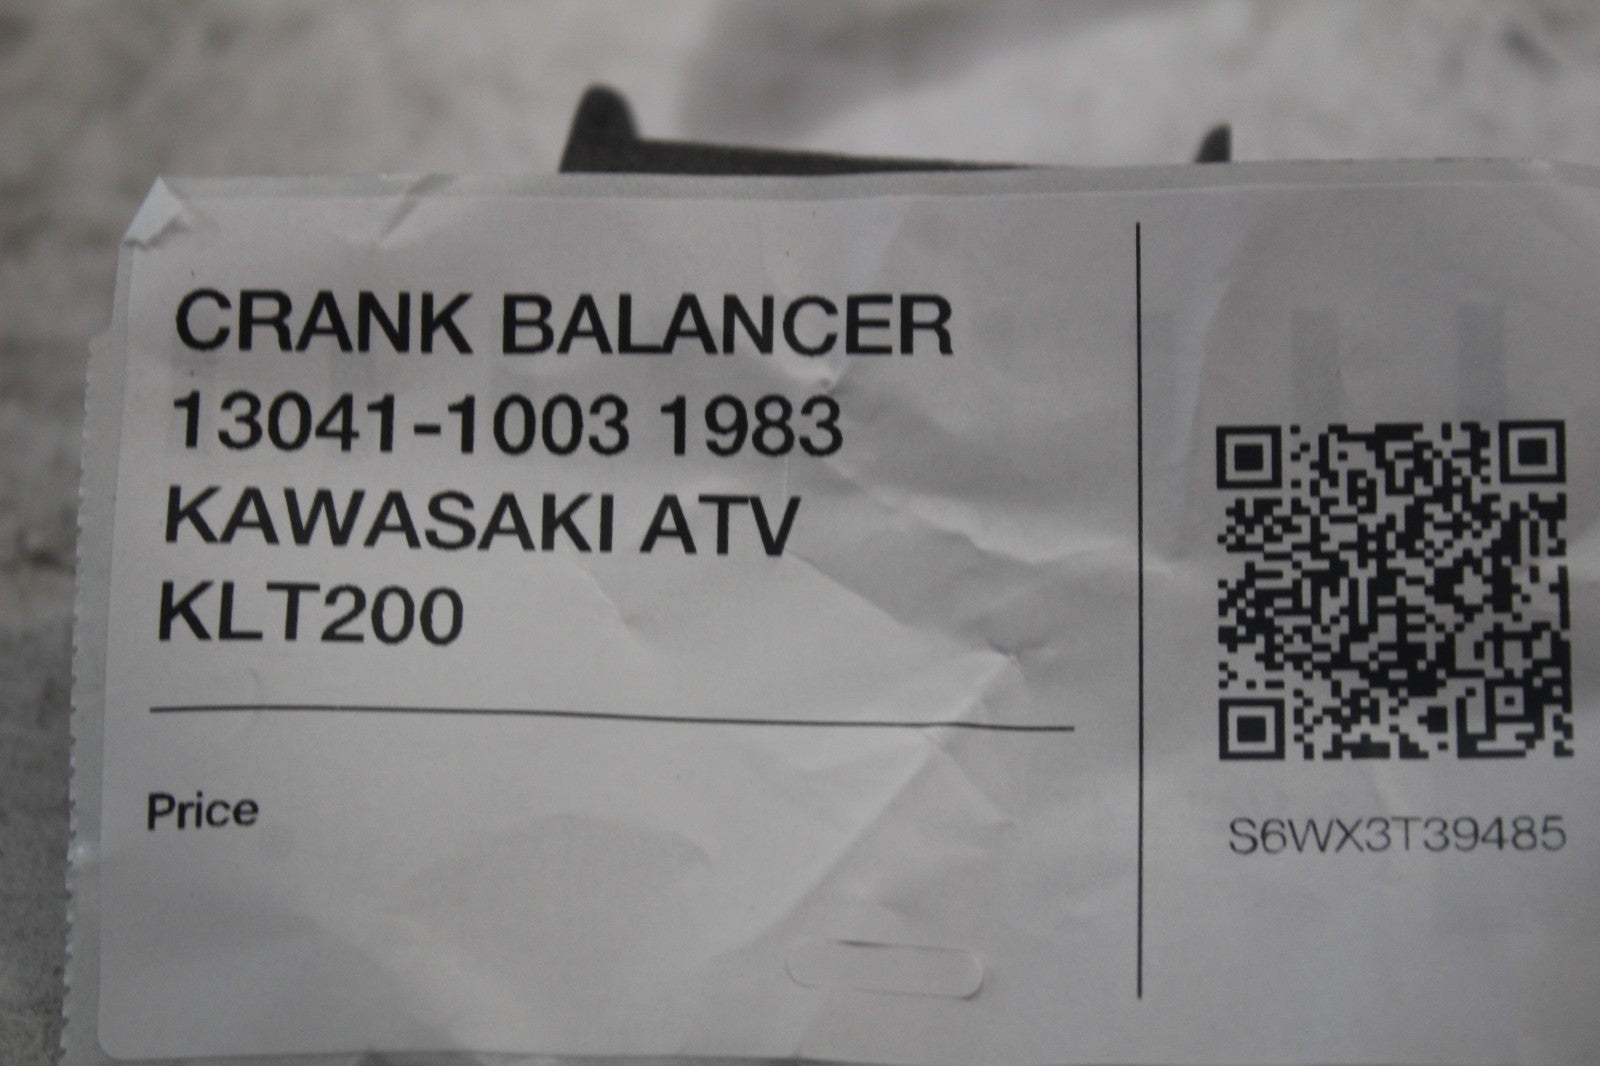 CRANK BALANCER
13041-1003 1983
KAWASAKI ATV
KLT200
Price
S6WX3T39485